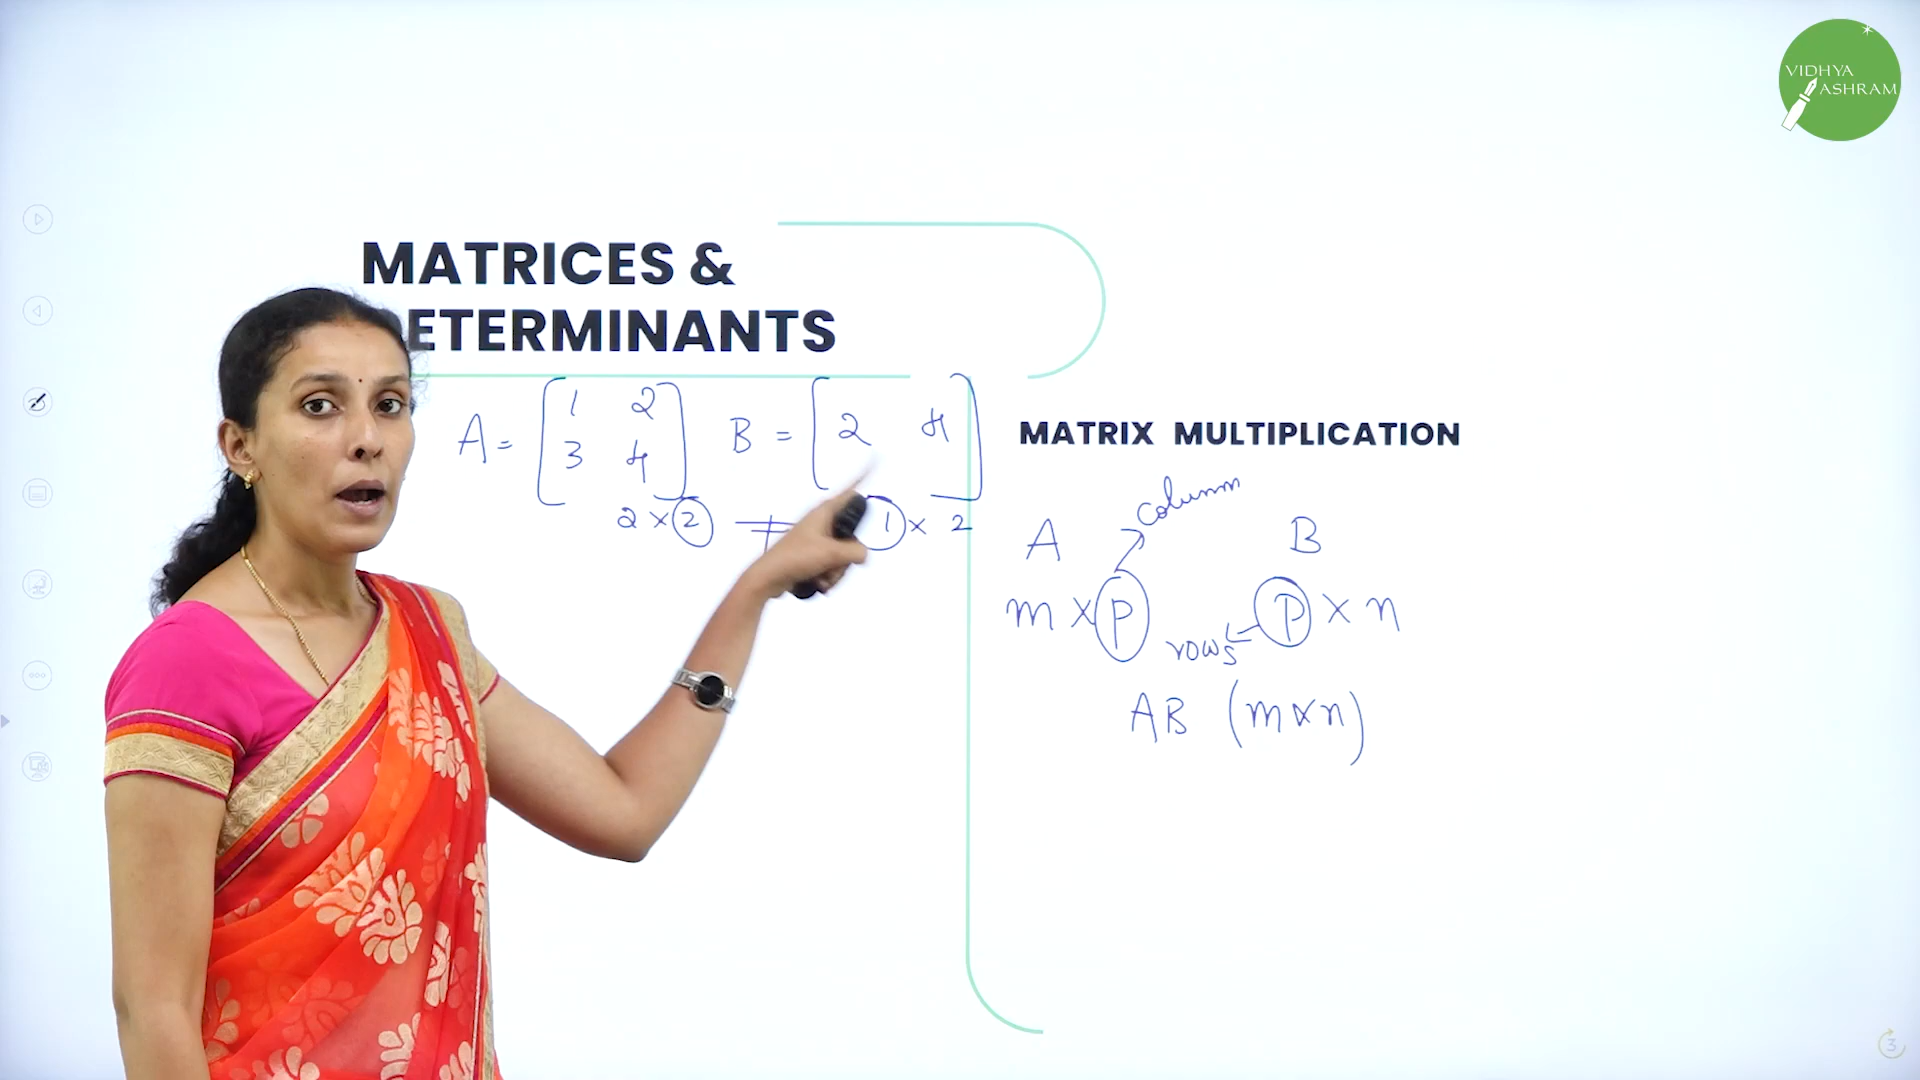 VIDHYA
ASHRAM
MATRICES &
ETERMINANTS
A = [1 2
3 4] B = [2 4]
2 × 2 ≠ 1 × 2
MATRIX MULTIPLICATION
column
A B
m × p p × n
rows
AB (m × n)
3